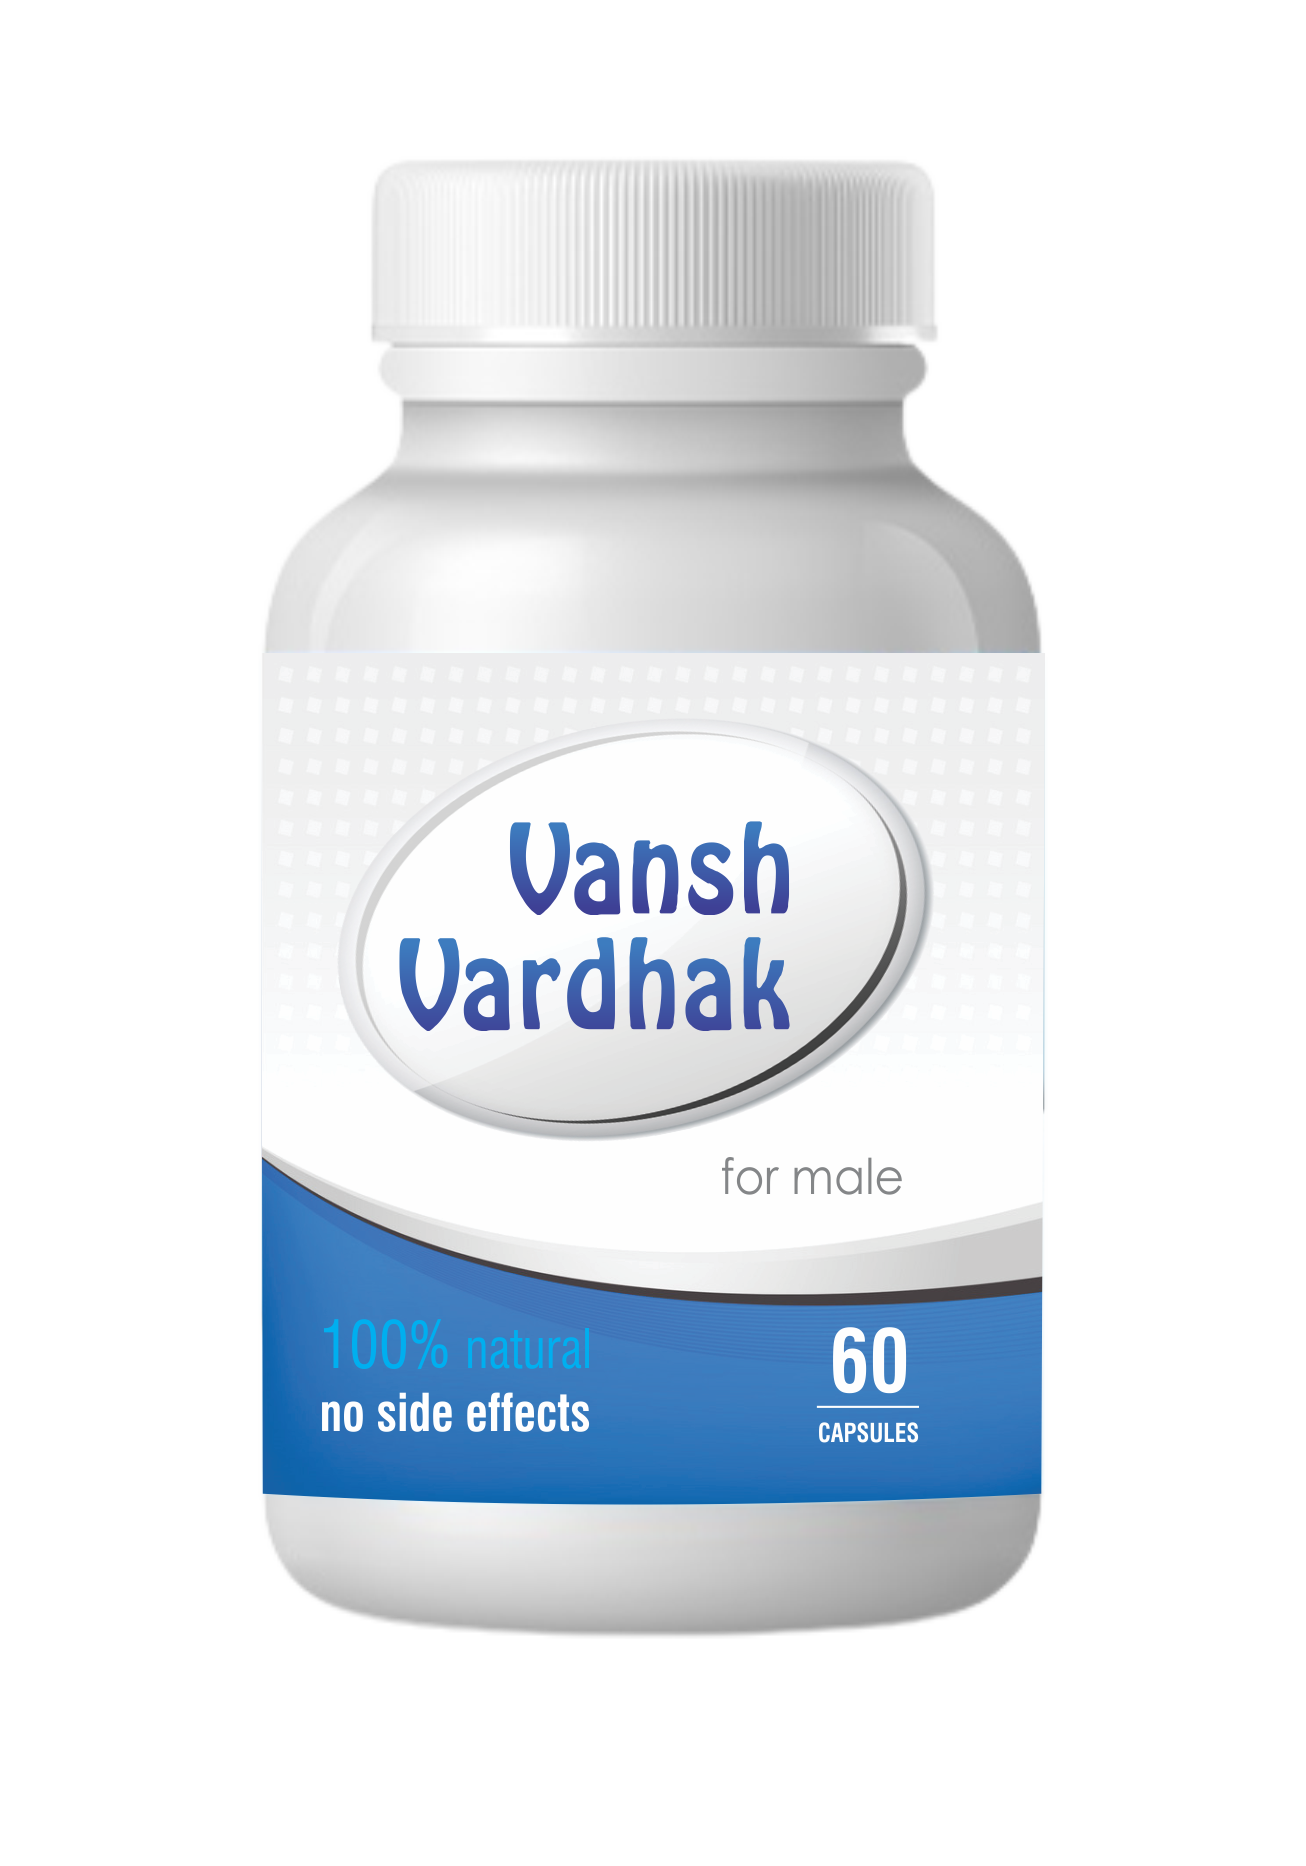 Vansh
Vardhak
for male
100% natural
no side effects
60
CAPSULES